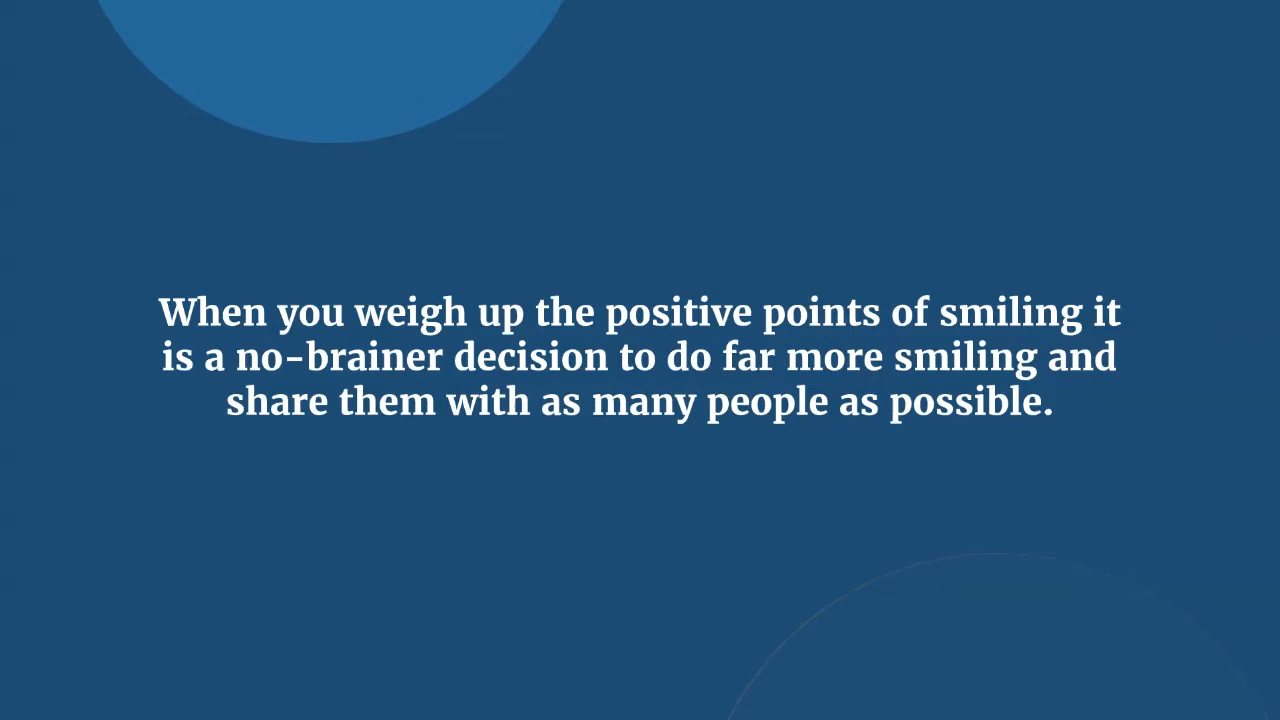 When you weigh up the positive points of smiling it
is a no-brainer decision to do far more smiling and
share them with as many people as possible.